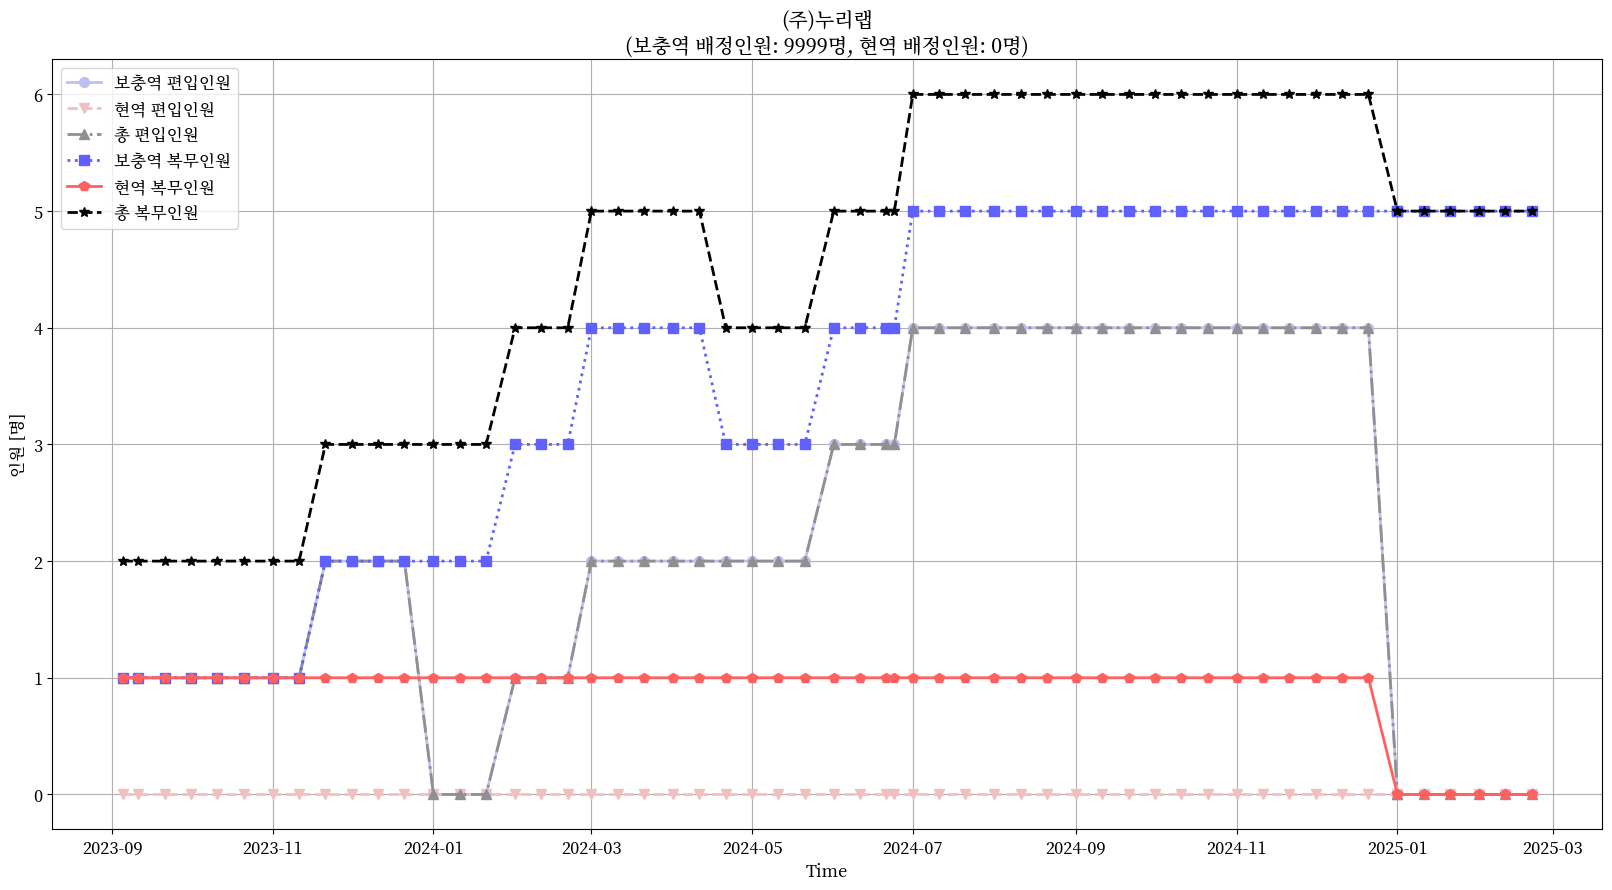 (주)누리랩
(보충역 배정인원: 9999명, 현역 배정인원: 0명)
보충역 편입인원
현역 편입인원
총 편입인원
보충역 복무인원
현역 복무인원
총 복무인원
인원 [명]
6
5
4
3
2
1
0
2023-09 2023-11 2024-01 2024-03 2024-05 2024-07 2024-09 2024-11 2025-01 2025-03
Time